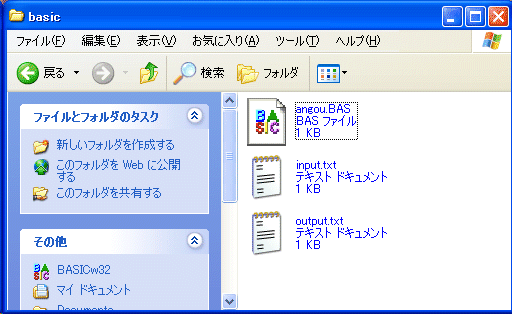 basic
ファイル(F) 編集(E) 表示(V) お気に入り(A) ツール(T) ヘルプ(H)
戻る 検索 フォルダ
ファイルとフォルダのタスク
新しいフォルダを作成する
このフォルダを Web に公開
する
このフォルダを共有する
その他
BASICw32
マイ ドキュメント
Documents
angou.BAS
BAS ファイル
1 KB
input.txt
テキスト ドキュメント
1 KB
output.txt
テキスト ドキュメント
1 KB